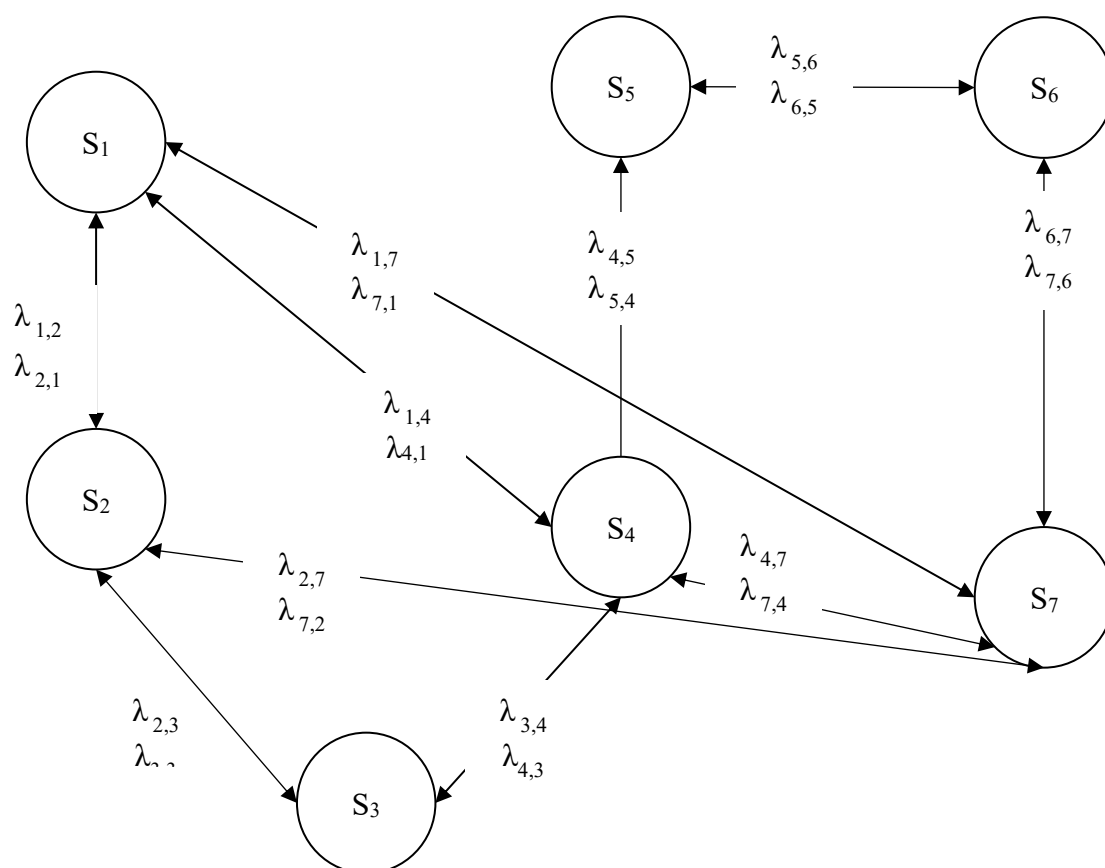 S₅
λ₅,₆
λ₆,₅
S₆
S₁
λ₁,₇
λ₇,₁
λ₄,₅
λ₅,₄
λ₆,₇
λ₇,₆
λ₁,₂
λ₂,₁
λ₁,₄
λ₄,₁
S₂
S₄
λ₂,₇
λ₇,₂
λ₄,₇
λ₇,₄
S₇
λ₂,₃
λ₃,₄
λ₄,₃
S₃